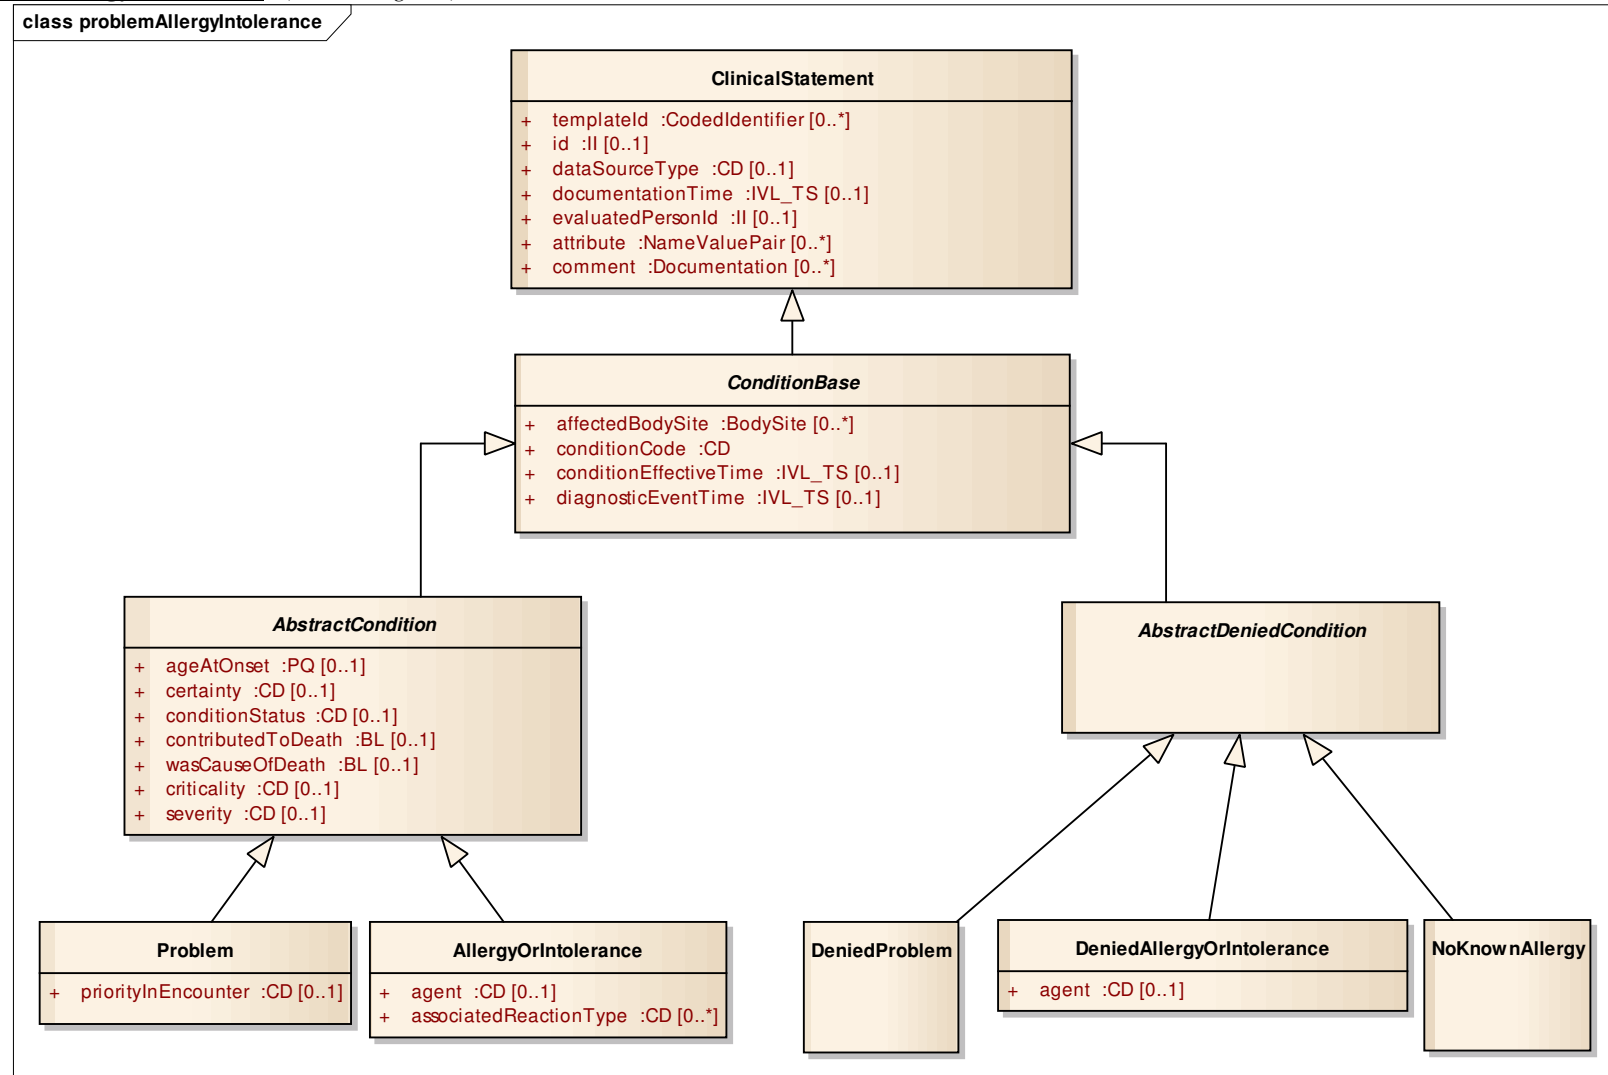 class problemAllergyIntolerance
ClinicalStatement
+ templateId :CodedIdentifier [0..*]
+ id :II [0..1]
+ dataSourceType :CD [0..1]
+ documentationTime :IVL_TS [0..1]
+ evaluatedPersonId :II [0..1]
+ attribute :NameValuePair [0..*]
+ comment :Documentation [0..*]
ConditionBase
+ affectedBodySite :BodySite [0..*]
+ conditionCode :CD
+ conditionEffectiveTime :IVL_TS [0..1]
+ diagnosticEventTime :IVL_TS [0..1]
AbstractCondition
+ ageAtOnset :PQ [0..1]
+ certainty :CD [0..1]
+ conditionStatus :CD [0..1]
+ contributedToDeath :BL [0..1]
+ wasCauseOfDeath :BL [0..1]
+ criticality :CD [0..1]
+ severity :CD [0..1]
AbstractDeniedCondition
Problem
+ priorityInEncounter :CD [0..1]
AllergyOrIntolerance
+ agent :CD [0..1]
+ associatedReactionType :CD [0..*]
DeniedProblem
DeniedAllergyOrIntolerance
+ agent :CD [0..1]
NoKnownAllergy